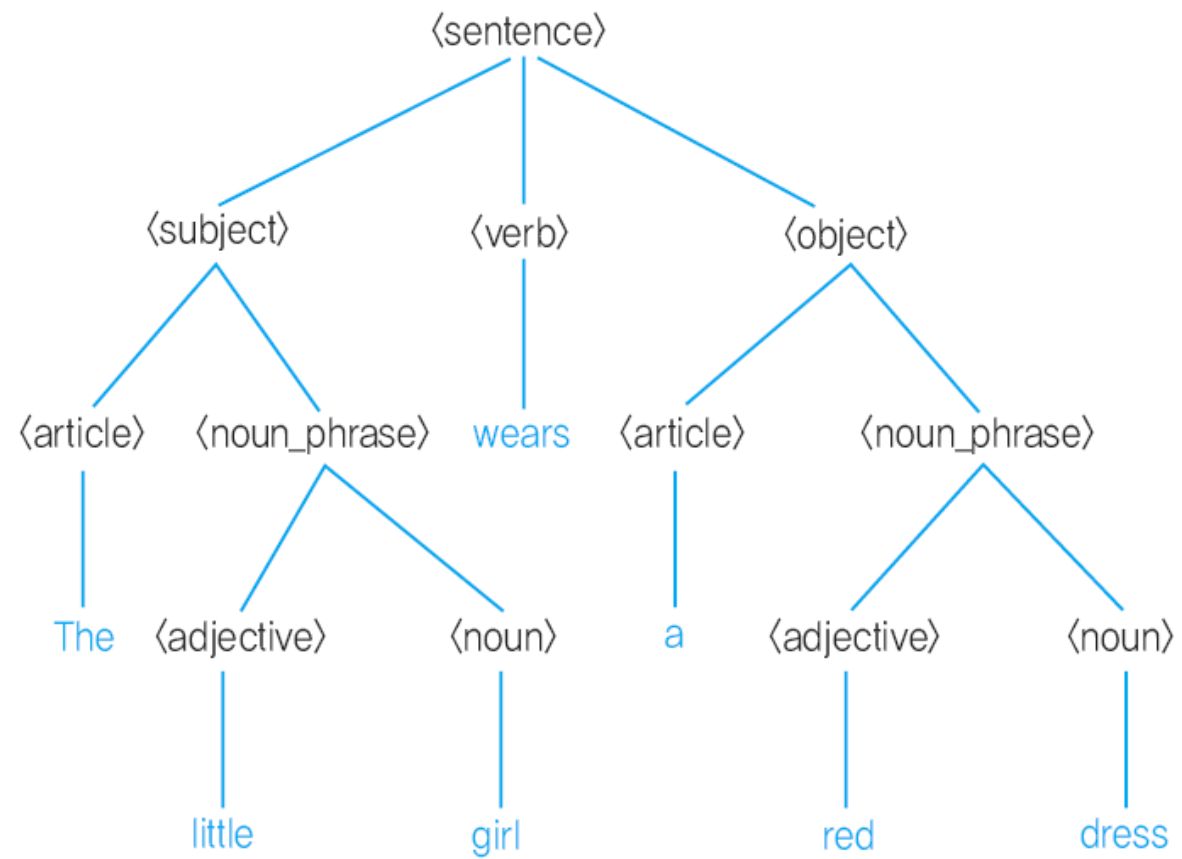 〈sentence〉
〈subject〉 〈verb〉 〈object〉
〈article〉 〈noun_phrase〉 wears 〈article〉 〈noun_phrase〉
The 〈adjective〉 〈noun〉 a 〈adjective〉 〈noun〉
little girl red dress